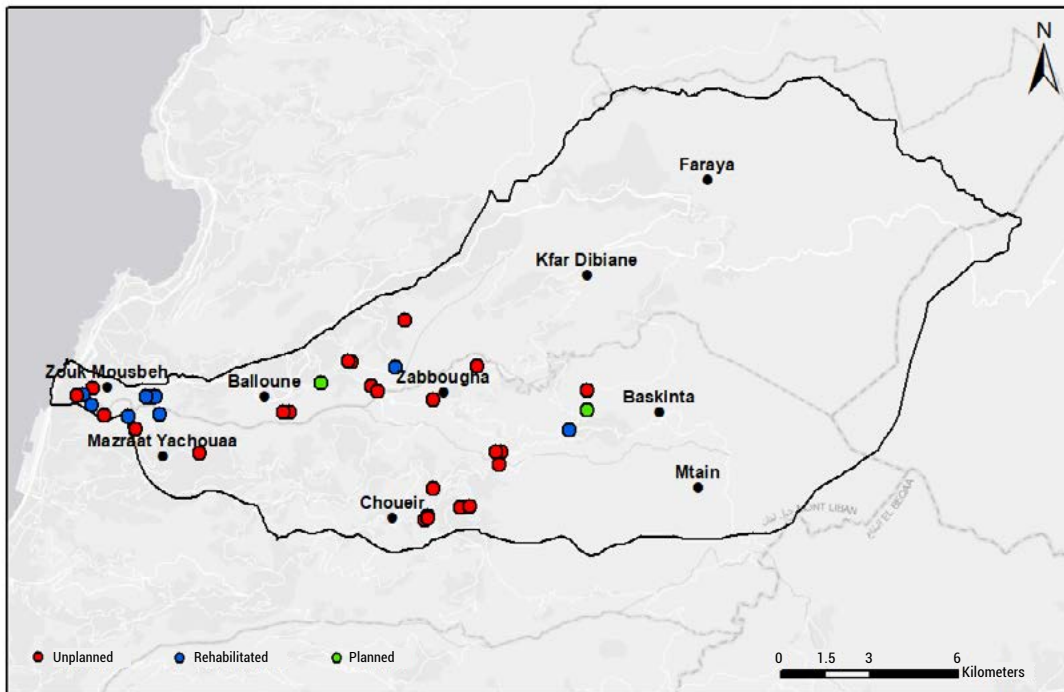 N
Faraya
Kfar Dibiane
Zouk Mousbeh
Balloune
Zabbougha
Baskinta
Mazraat Yachouaa
Mtain
Choueir
MONT LIBAN
Unplanned
Rehabilitated
Planned
0 1.5 3 6
Kilometers